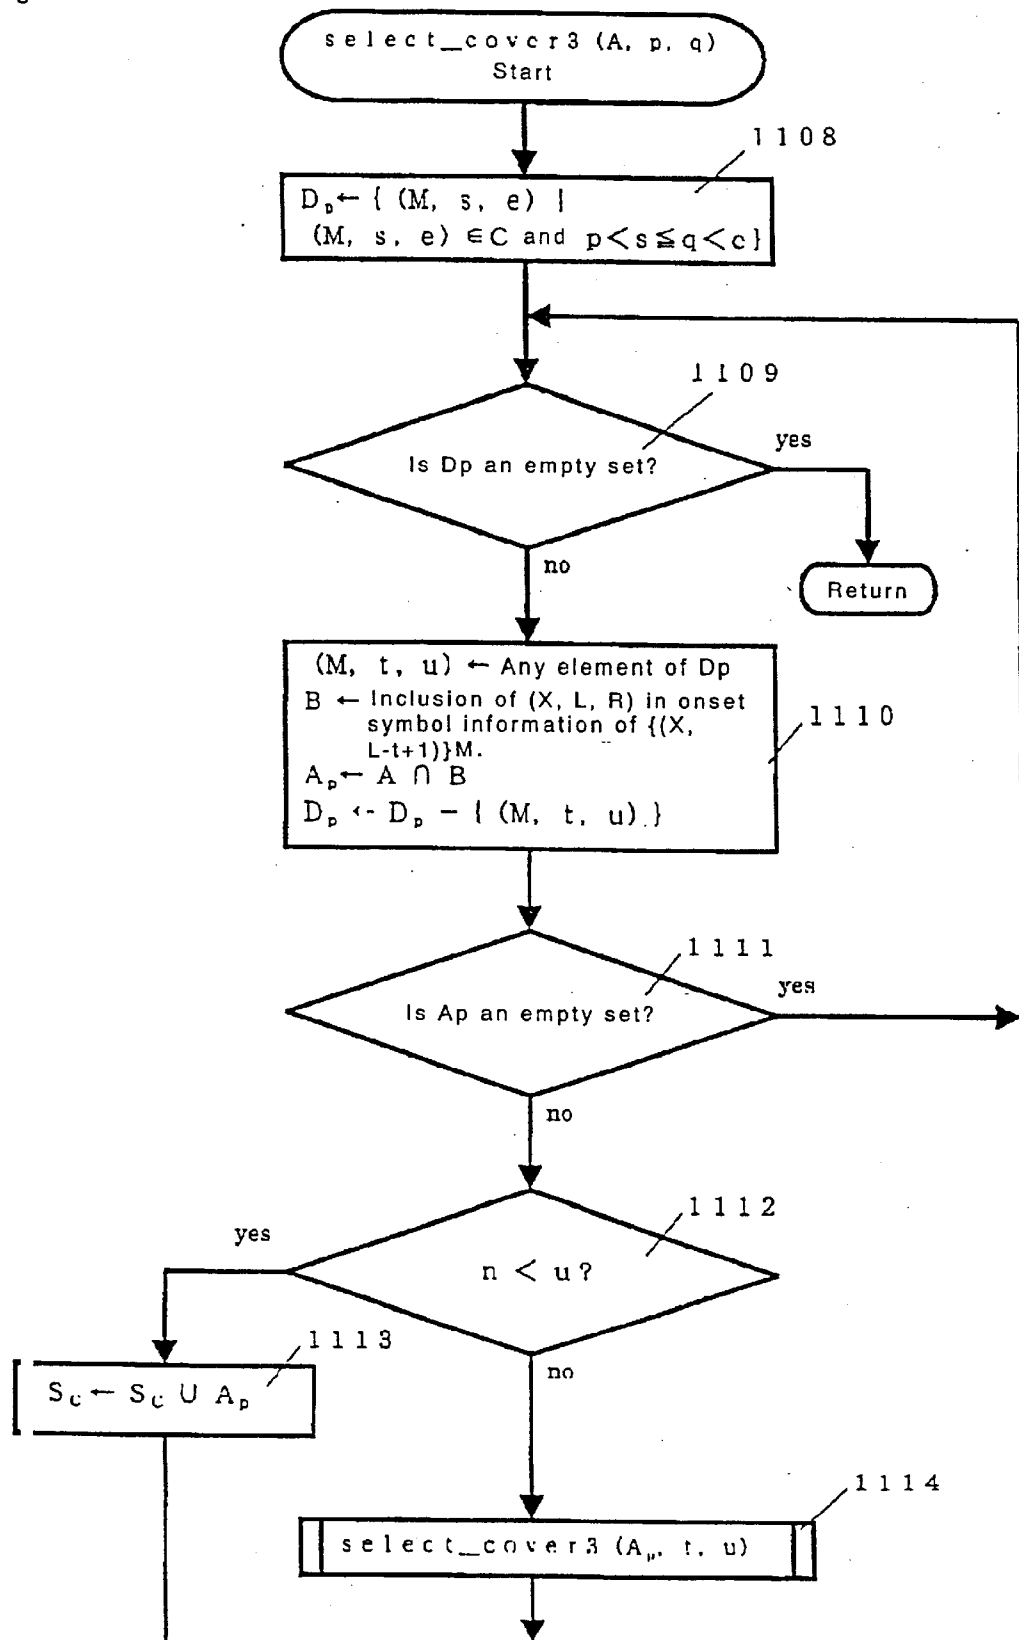 select_cover3 (A, p, q)
Start
1108
Dp ← { (M, s, e) |
(M, s, e) ∈ C and p<s≦q<e}
1109
Is Dp an empty set?
yes
no
Return
(M, t, u) ← Any element of Dp
B ← Inclusion of (X, L, R) in onset
symbol information of {(X,
L-t+1)}M.
Ap ← A ∩ B
Dp ← Dp − { (M, t, u) }
1110
1111
Is Ap an empty set?
yes
no
1112
yes
n < u?
no
1113
Sc ← Sc ∪ Ap
1114
select_cover3 (Ap, t, u)